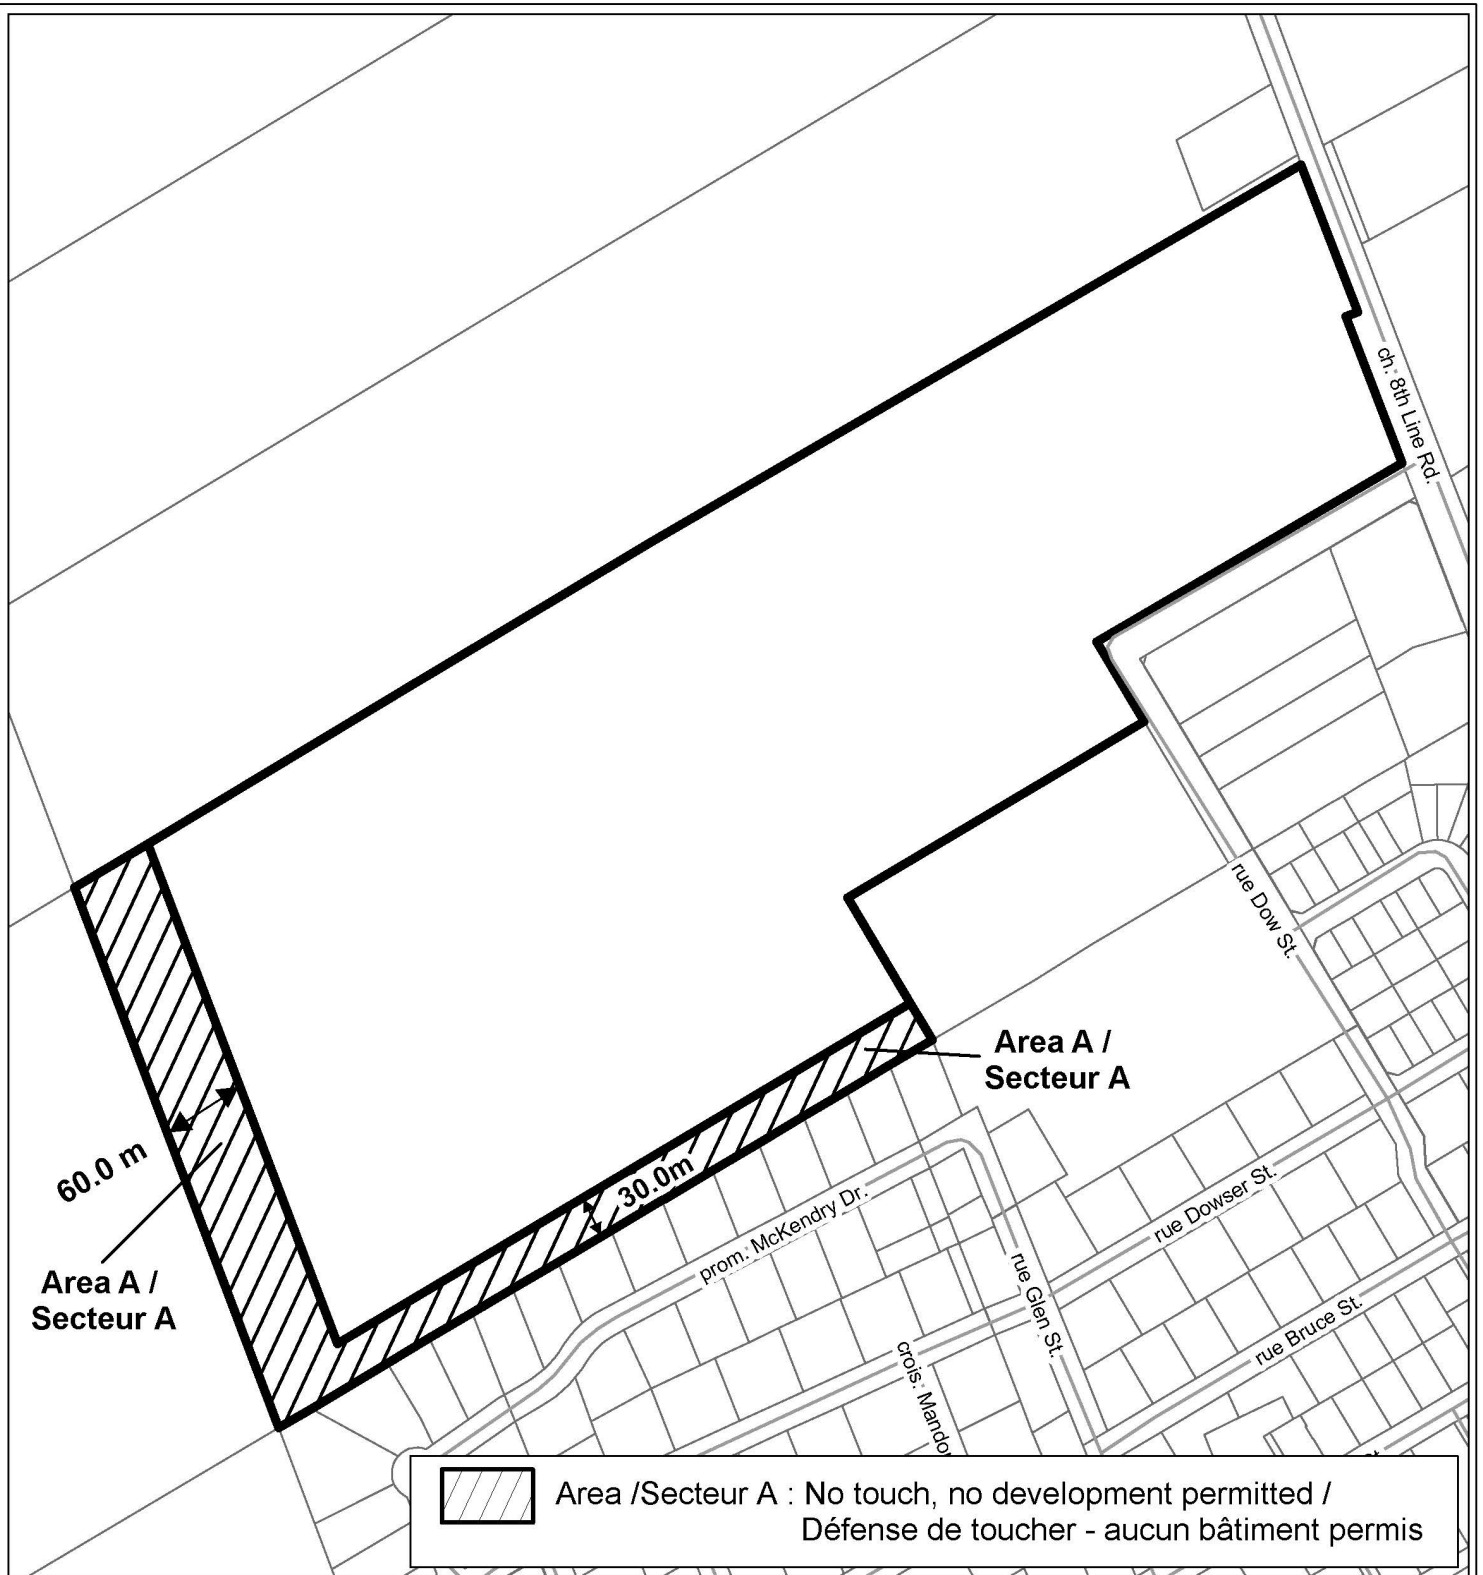 ch. 8th Line Rd.
rue Dow St.
Area A /
Secteur A
60.0 m
30.0m
prom. McKendry Dr.
rue Dowser St.
Area A /
Secteur A
rue Glen St.
rue Bruce St.
crois. Mandor
Area /Secteur A : No touch, no development permitted /
Défense de toucher - aucun bâtiment permis